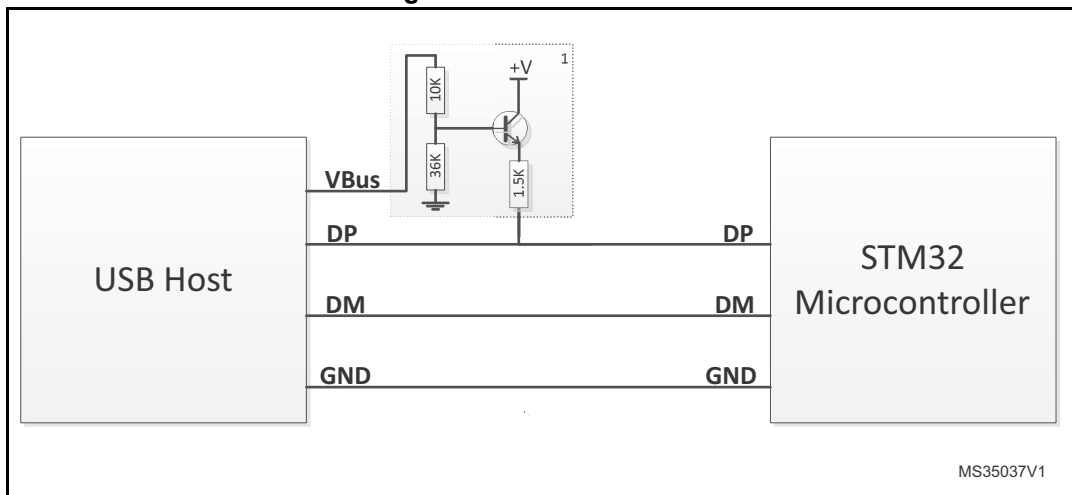 +V
1
10K
36K
1.5K
VBus
DP
DP
USB Host
STM32
Microcontroller
DM
DM
GND
GND
MS35037V1